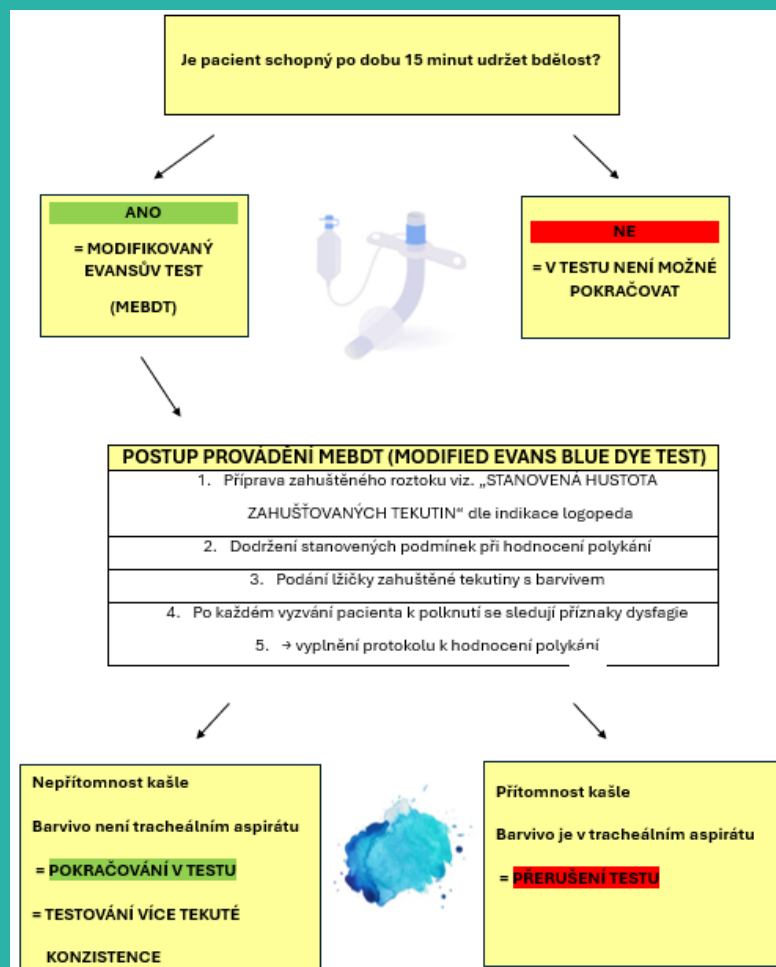 Je pacient schopný po dobu 15 minut udržet bdělost?
ANO
= MODIFIKOVANÝ
EVANSŮV TEST
(MEBDT)
NE
= V TESTU NENÍ MOŽNÉ
POKRAČOVAT
POSTUP PROVÁDĚNÍ MEBDT (MODIFIED EVANS BLUE DYE TEST)
1. Příprava zahuštěného roztoku viz. „STANOVENÁ HUSTOTA
ZAHUŠŤOVANÝCH TEKUTIN“ dle indikace logopeda
2. Dodržení stanovených podmínek při hodnocení polykání
3. Podání lžičky zahuštěné tekutiny s barvivem
4. Po každém vyzvání pacienta k polknutí se sledují příznaky dysfagie
5. → vyplnění protokolu k hodnocení polykání
Nepřítomnost kašle
Barvivo není tracheálním aspirátu
= POKRAČOVÁNÍ V TESTU
= TESTOVÁNÍ VÍCE TEKUTÉ
KONZISTENCE
Přítomnost kašle
Barvivo je v tracheálním aspirátu
= PŘERUŠENÍ TESTU